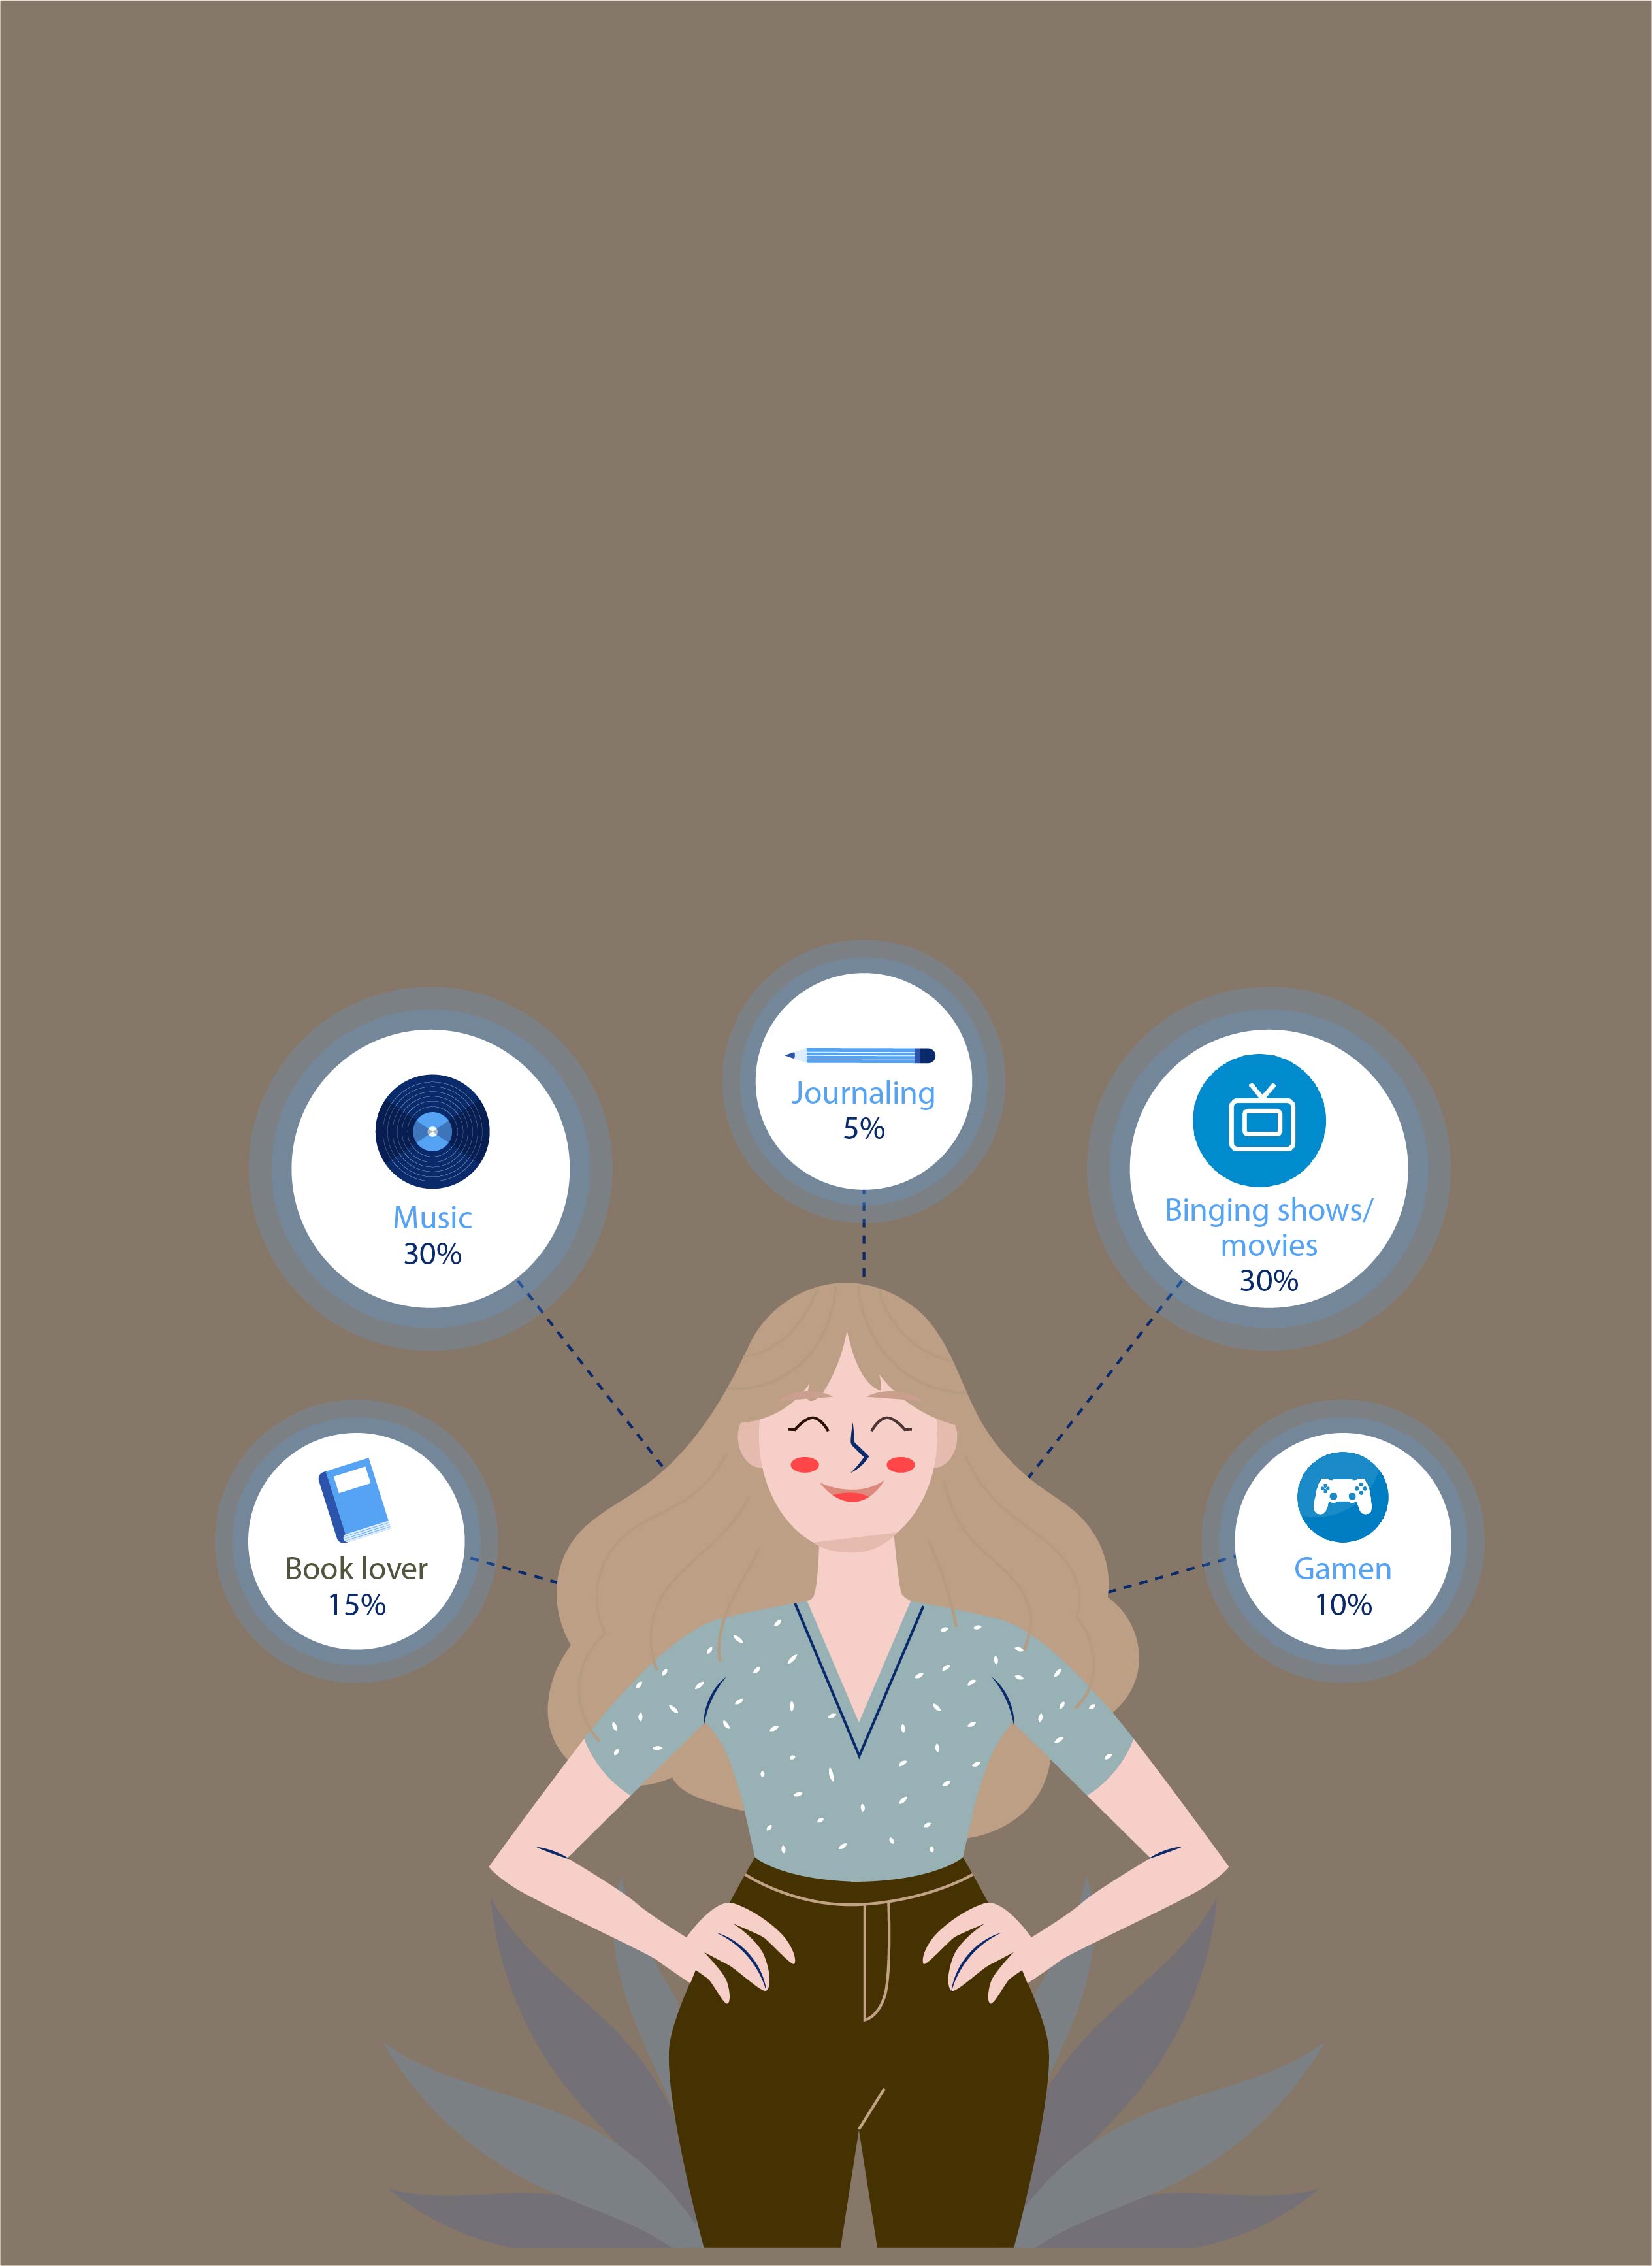 Journaling
5%
Music
30%
Binging shows/
movies
30%
Book lover
15%
Gamen
10%